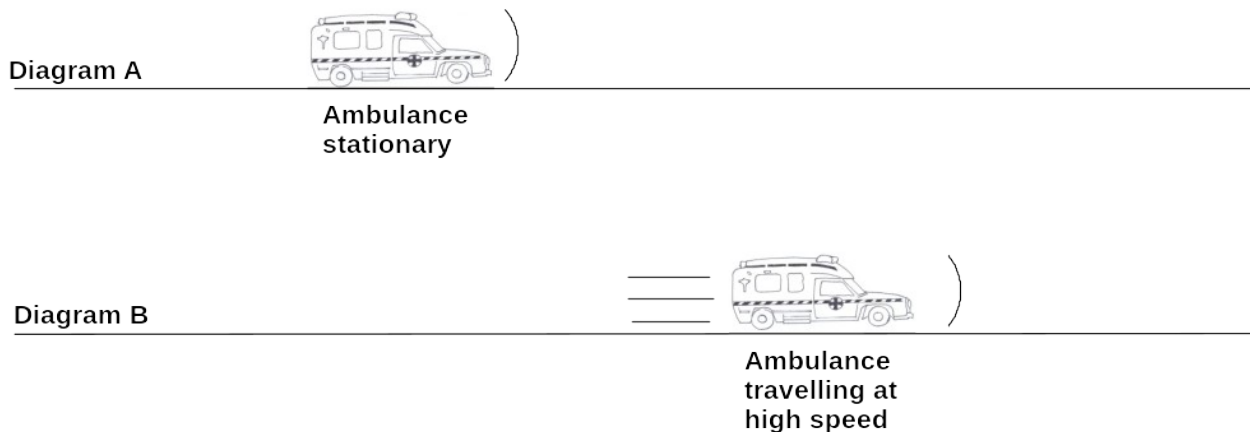 Diagram A
Ambulance
stationary
Diagram B
Ambulance
travelling at
high speed